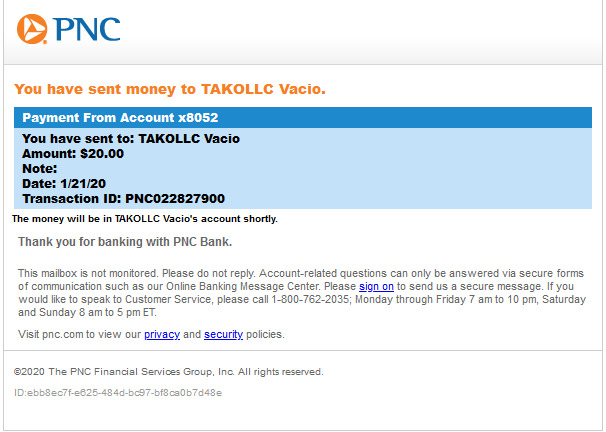 PNC
You have sent money to TAKOLLC Vacio.
Payment From Account x8052
You have sent to: TAKOLLC Vacio
Amount: $20.00
Note:
Date: 1/21/20
Transaction ID: PNC022827900
The money will be in TAKOLLC Vacio's account shortly.
Thank you for banking with PNC Bank.
This mailbox is not monitored. Please do not reply. Account-related questions can only be answered via secure forms
of communication such as our Online Banking Message Center. Please sign on to send us a secure message. If you
would like to speak to Customer Service, please call 1-800-762-2035; Monday through Friday 7 am to 10 pm, Saturday
and Sunday 8 am to 5 pm ET.
Visit pnc.com to view our privacy and security policies.
©2020 The PNC Financial Services Group, Inc. All rights reserved.
ID:ebb8ec7f-e625-484d-bc97-bf8ca0b7d48e